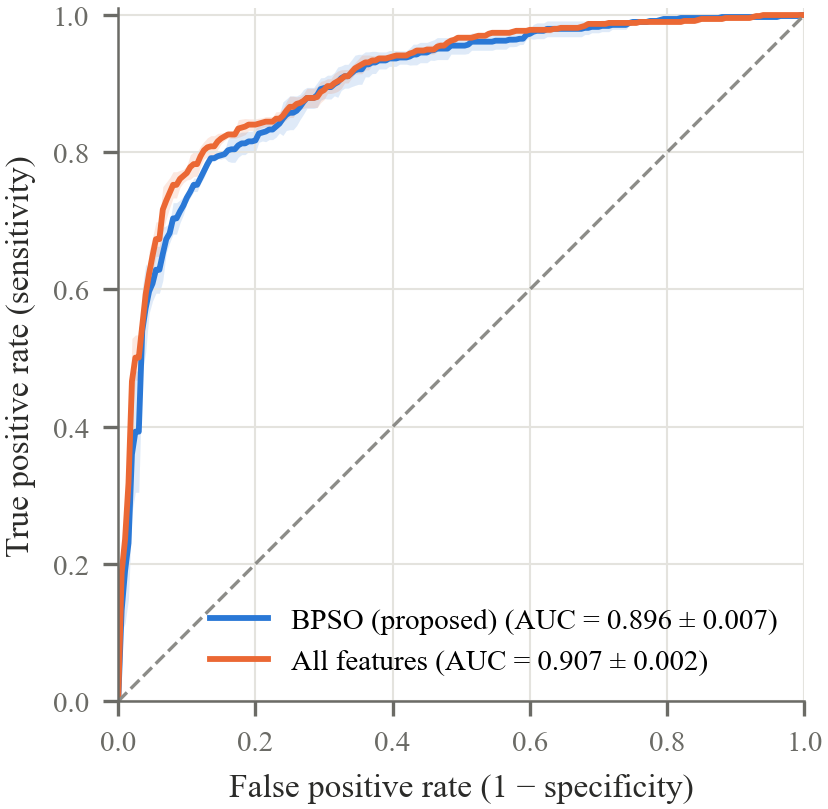 True positive rate (sensitivity)
1.0
0.8
0.6
0.4
0.2
0.0
BPSO (proposed) (AUC = 0.896 ± 0.007)
All features (AUC = 0.907 ± 0.002)
0.0 0.2 0.4 0.6 0.8 1.0
False positive rate (1 − specificity)